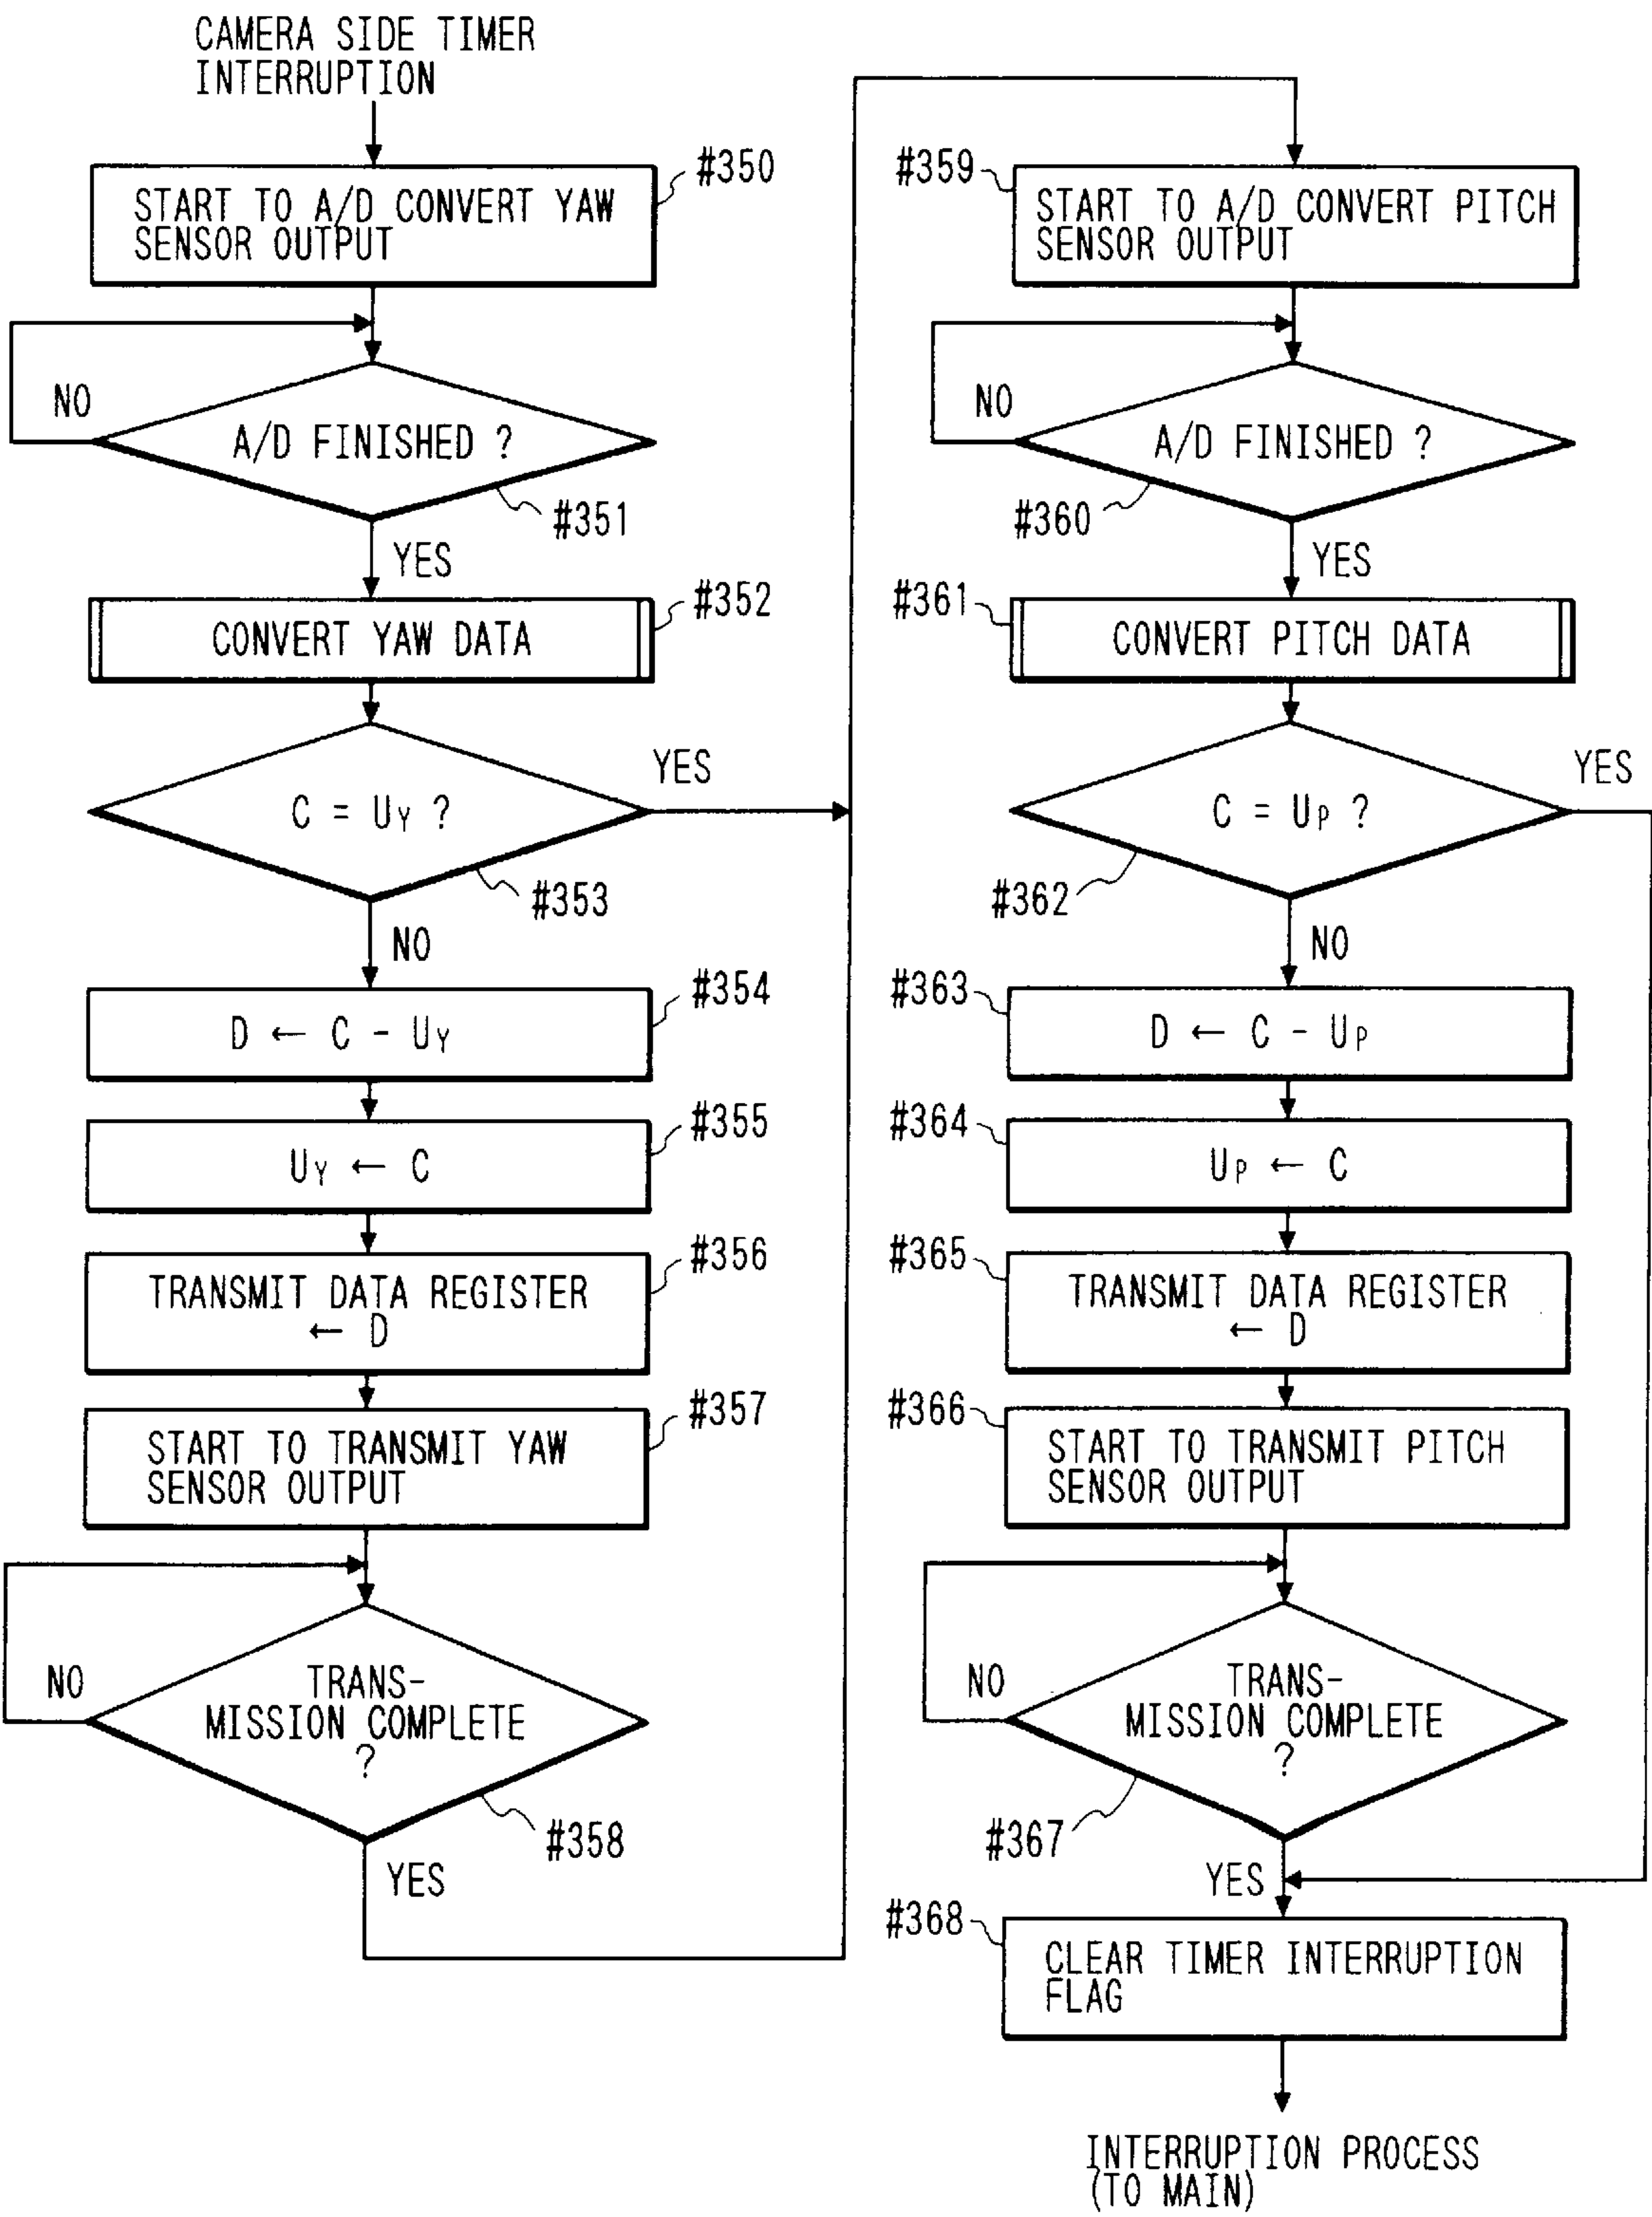 CAMERA SIDE TIMER
INTERRUPTION
#350
START TO A/D CONVERT YAW
SENSOR OUTPUT
NO
A/D FINISHED ?
#351
YES
#352
CONVERT YAW DATA
YES
C = UY ?
#353
NO
#354
D ← C - UY
#355
UY ← C
#356
TRANSMIT DATA REGISTER
← D
#357
START TO TRANSMIT YAW
SENSOR OUTPUT
NO
TRANS-
MISSION COMPLETE
?
#358
YES
#359
START TO A/D CONVERT PITCH
SENSOR OUTPUT
NO
A/D FINISHED ?
#360
YES
#361
CONVERT PITCH DATA
YES
C = UP ?
#362
NO
#363
D ← C - UP
#364
UP ← C
#365
TRANSMIT DATA REGISTER
← D
#366
START TO TRANSMIT PITCH
SENSOR OUTPUT
NO
TRANS-
MISSION COMPLETE
?
#367
YES
#368
CLEAR TIMER INTERRUPTION
FLAG
INTERRUPTION PROCESS
(TO MAIN)